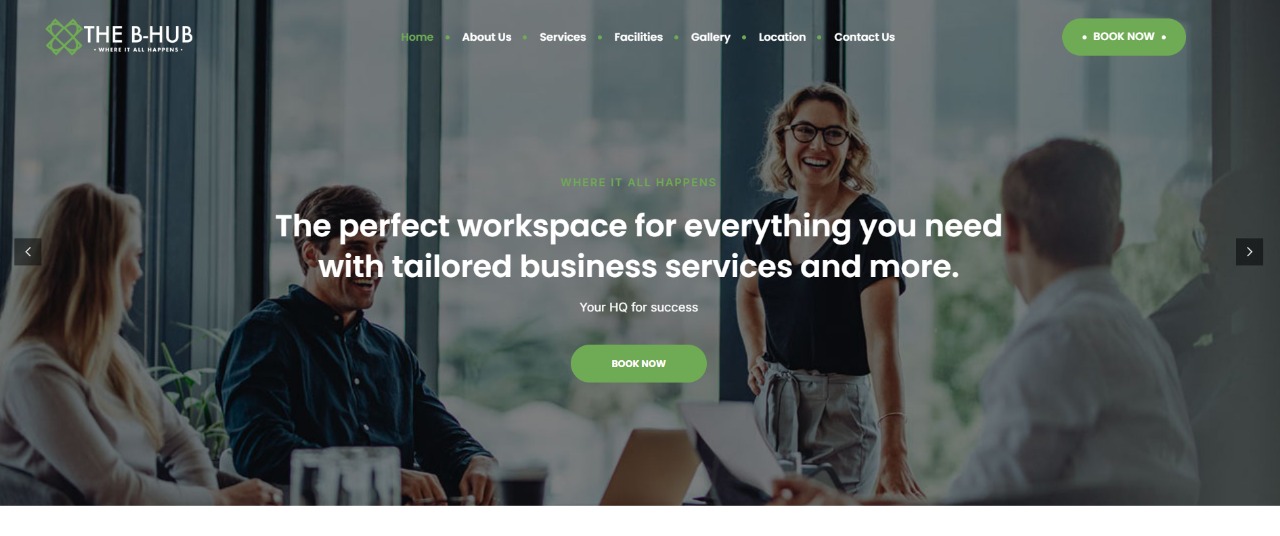 THE B-HUB
• WHERE IT ALL HAPPENS •
Home • About Us • Services • Facilities • Gallery • Location • Contact Us
• BOOK NOW •
WHERE IT ALL HAPPENS
The perfect workspace for everything you need
with tailored business services and more.
Your HQ for success
BOOK NOW